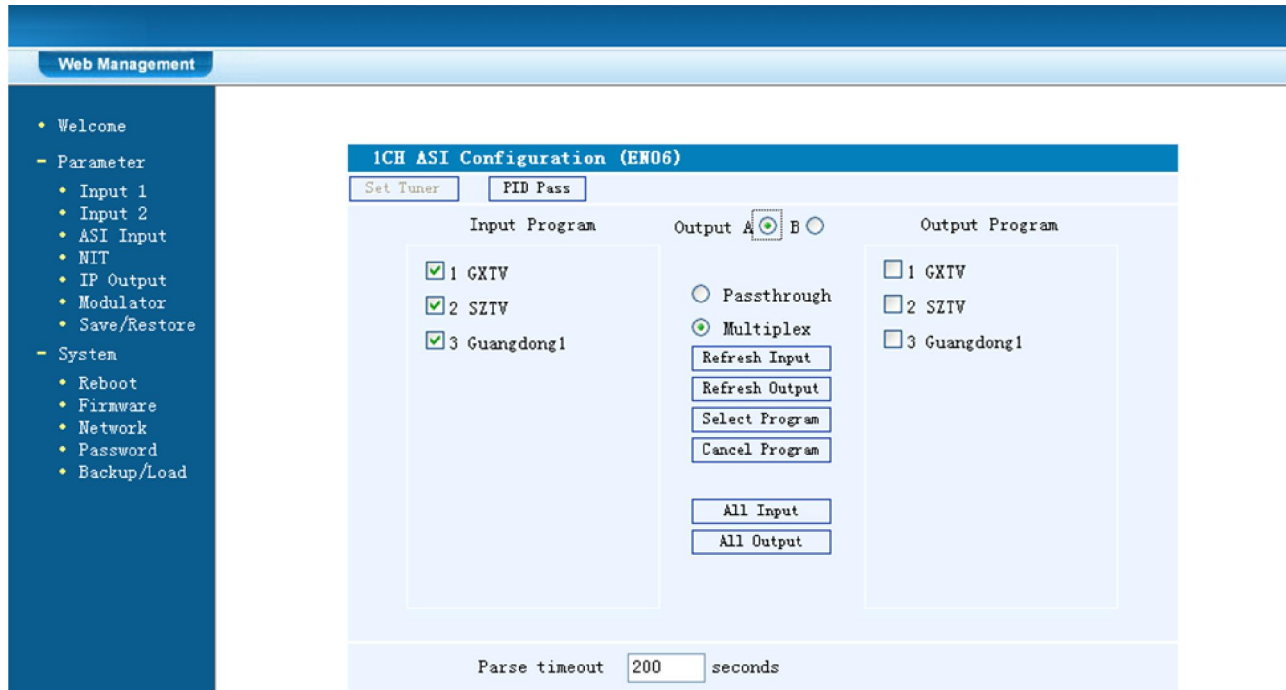 Web Management
Welcome
Parameter
Input 1
Input 2
ASI Input
NIT
IP Output
Modulator
Save/Restore
System
Reboot
Firmware
Network
Password
Backup/Load
1CH ASI Configuration (EN06)
Set Tuner PID Pass
Input Program Output A B Output Program
1 GXTV
2 SZTV
3 Guangdong1
Passthrough
Multiplex
Refresh Input
Refresh Output
Select Program
Cancel Program
All Input
All Output
1 GXTV
2 SZTV
3 Guangdong1
Parse timeout 200 seconds